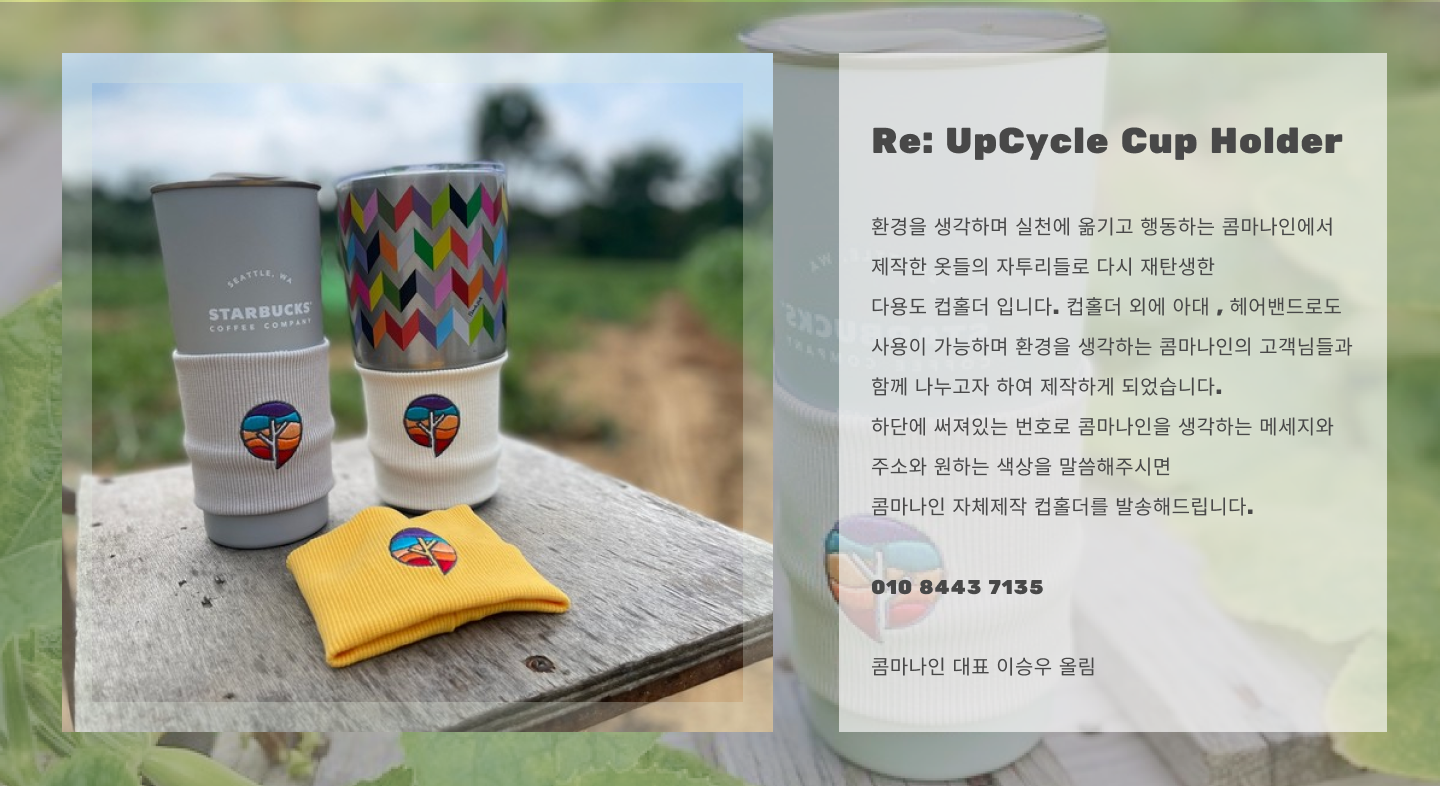 SEATTLE, WA
STARBUCKS
COFFEE COMPANY
Re: UpCycle Cup Holder
환경을 생각하며 실천에 옮기고 행동하는 콤마나인에서
제작한 옷들의 자투리들로 다시 재탄생한
다용도 컵홀더 입니다. 컵홀더 외에 아대 , 헤어밴드로도
사용이 가능하며 환경을 생각하는 콤마나인의 고객님들과
함께 나누고자 하여 제작하게 되었습니다.
하단에 써져있는 번호로 콤마나인을 생각하는 메세지와
주소와 원하는 색상을 말씀해주시면
콤마나인 자체제작 컵홀더를 발송해드립니다.
010 8443 7135
콤마나인 대표 이승우 올림